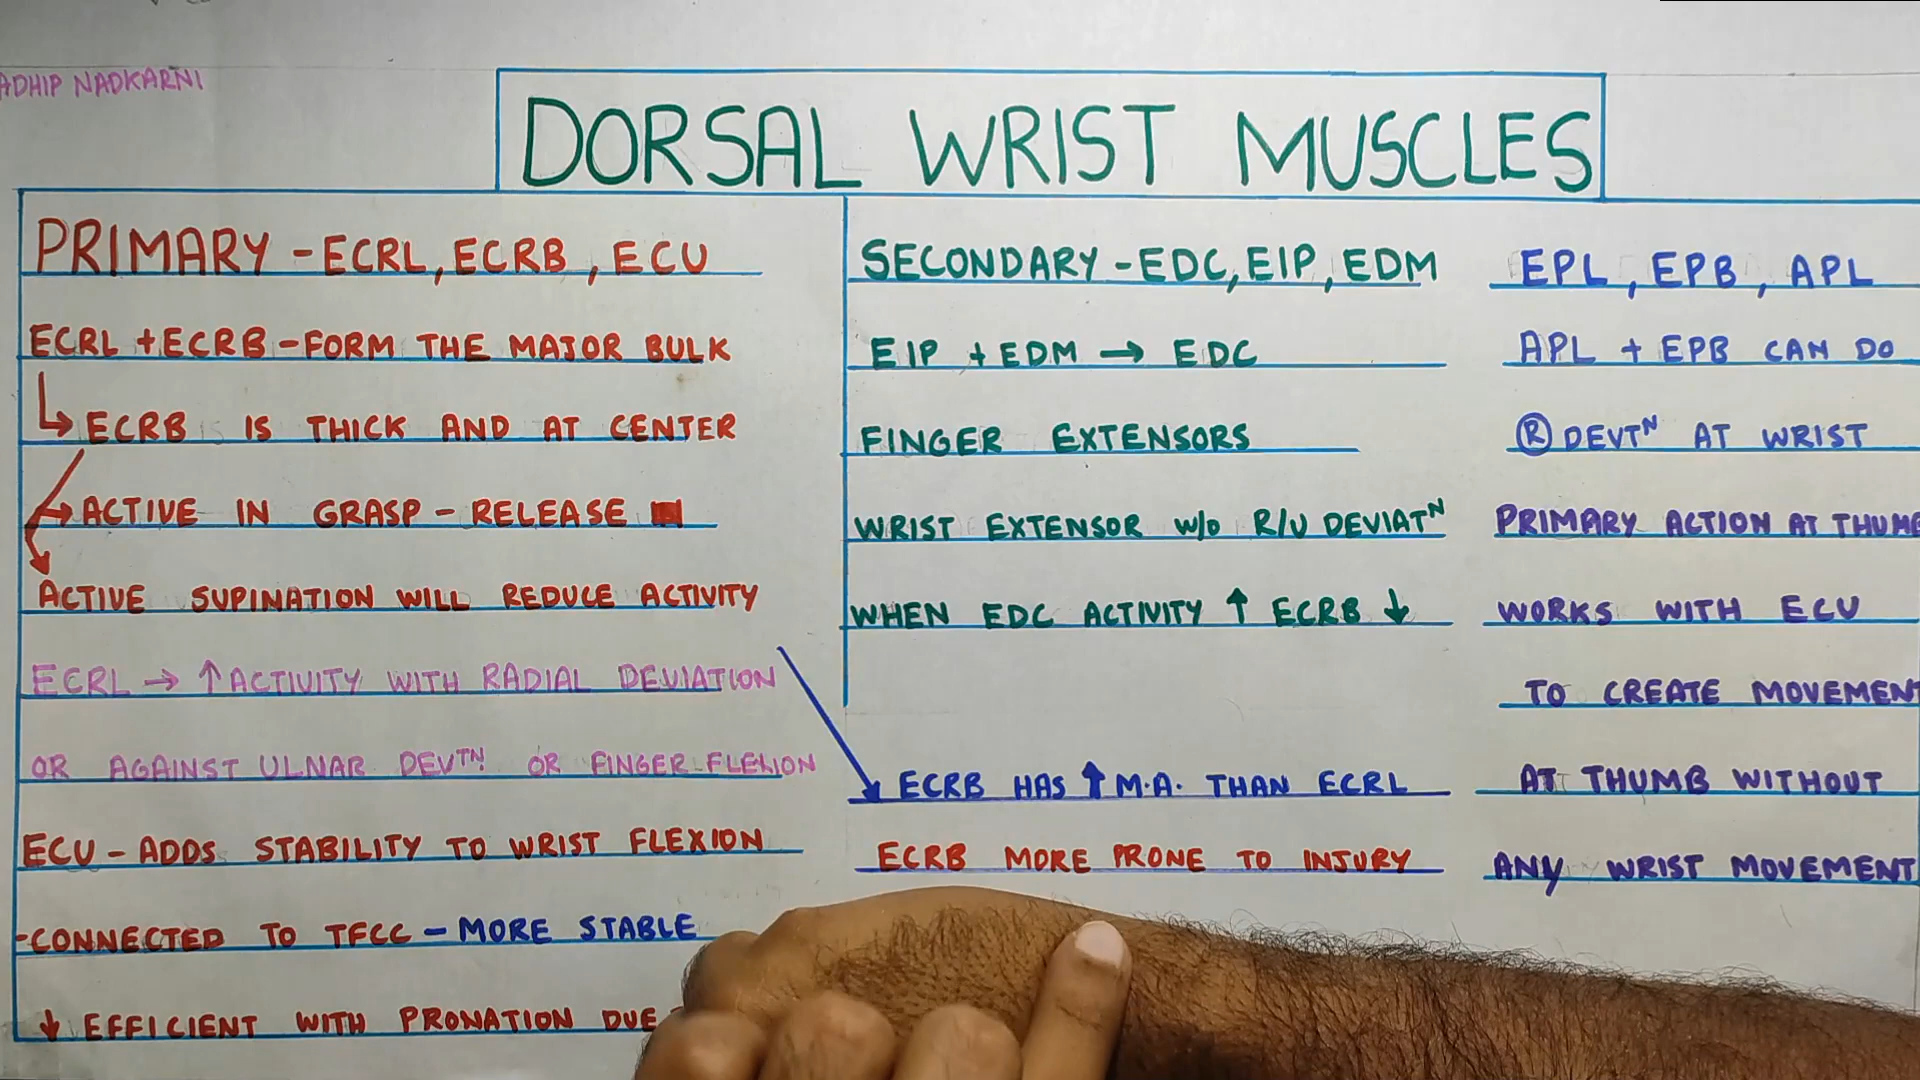 ADHIP NADKARNI
DORSAL WRIST MUSCLES
PRIMARY - ECRL, ECRB, ECU
ECRL + ECRB - FORM THE MAJOR BULK
↳ ECRB IS THICK AND AT CENTER
→ ACTIVE IN GRASP - RELEASE
ACTIVE SUPINATION WILL REDUCE ACTIVITY
ECRL → ↑ ACTIVITY WITH RADIAL DEVIATION
OR AGAINST ULNAR DEVTN OR FINGER FLEXION
ECU - ADDS STABILITY TO WRIST FLEXION
-CONNECTED TO TFCC - MORE STABLE
↓ EFFICIENT WITH PRONATION DUE
SECONDARY - EDC, EIP, EDM
EIP + EDM → EDC
FINGER EXTENSORS
WRIST EXTENSOR w/o R/U DEVIATN
WHEN EDC ACTIVITY ↑ ECRB ↓
ECRB HAS ↑ M.A. THAN ECRL
ECRB MORE PRONE TO INJURY
EPL, EPB, APL
APL + EPB CAN DO
Ⓡ DEVTN AT WRIST
PRIMARY ACTION AT THUMB
WORKS WITH ECU
TO CREATE MOVEMENT
AT THUMB WITHOUT
ANY WRIST MOVEMENT